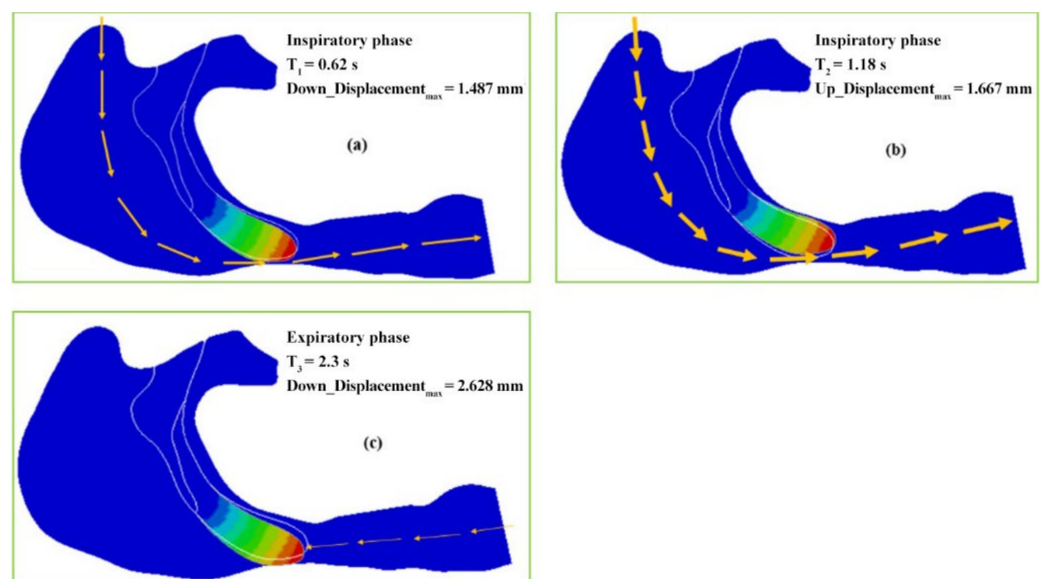 Inspiratory phase
T₁ = 0.62 s
Down_Displacementₘₐₓ = 1.487 mm
(a)
Inspiratory phase
T₂ = 1.18 s
Up_Displacementₘₐₓ = 1.667 mm
(b)
Expiratory phase
T₃ = 2.3 s
Down_Displacementₘₐₓ = 2.628 mm
(c)